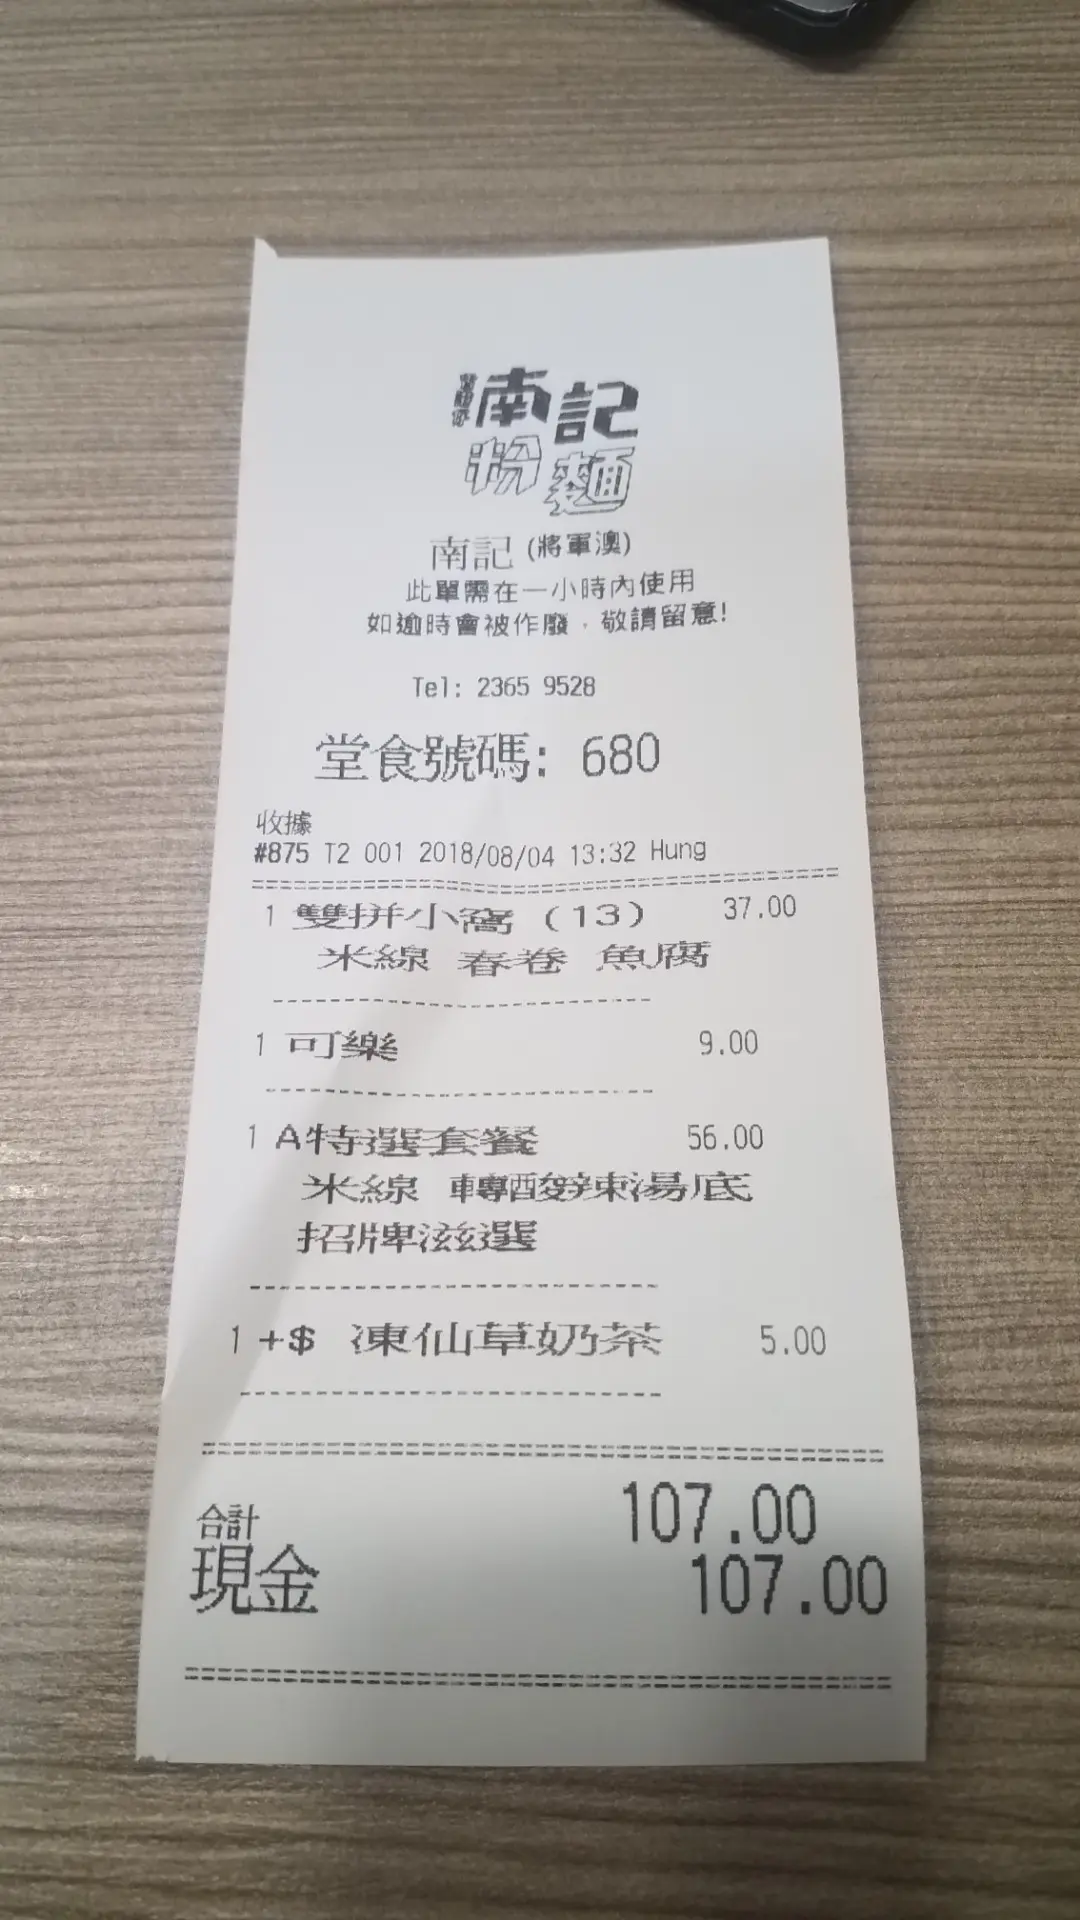 南記
粉麵
南記 (將軍澳)
此單需在一小時內使用
如逾時會被作廢，敬請留意!
Tel: 2365 9528
堂食號碼: 680
收據
#875 T2 001 2018/08/04 13:32 Hung
1 雙拼小窩 (13) 37.00
米線 春卷 魚腐
1 可樂 9.00
1 A特選套餐 56.00
米線 轉酸辣湯底
招牌滋選
1 +$ 凍仙草奶茶 5.00
合計 107.00
現金 107.00